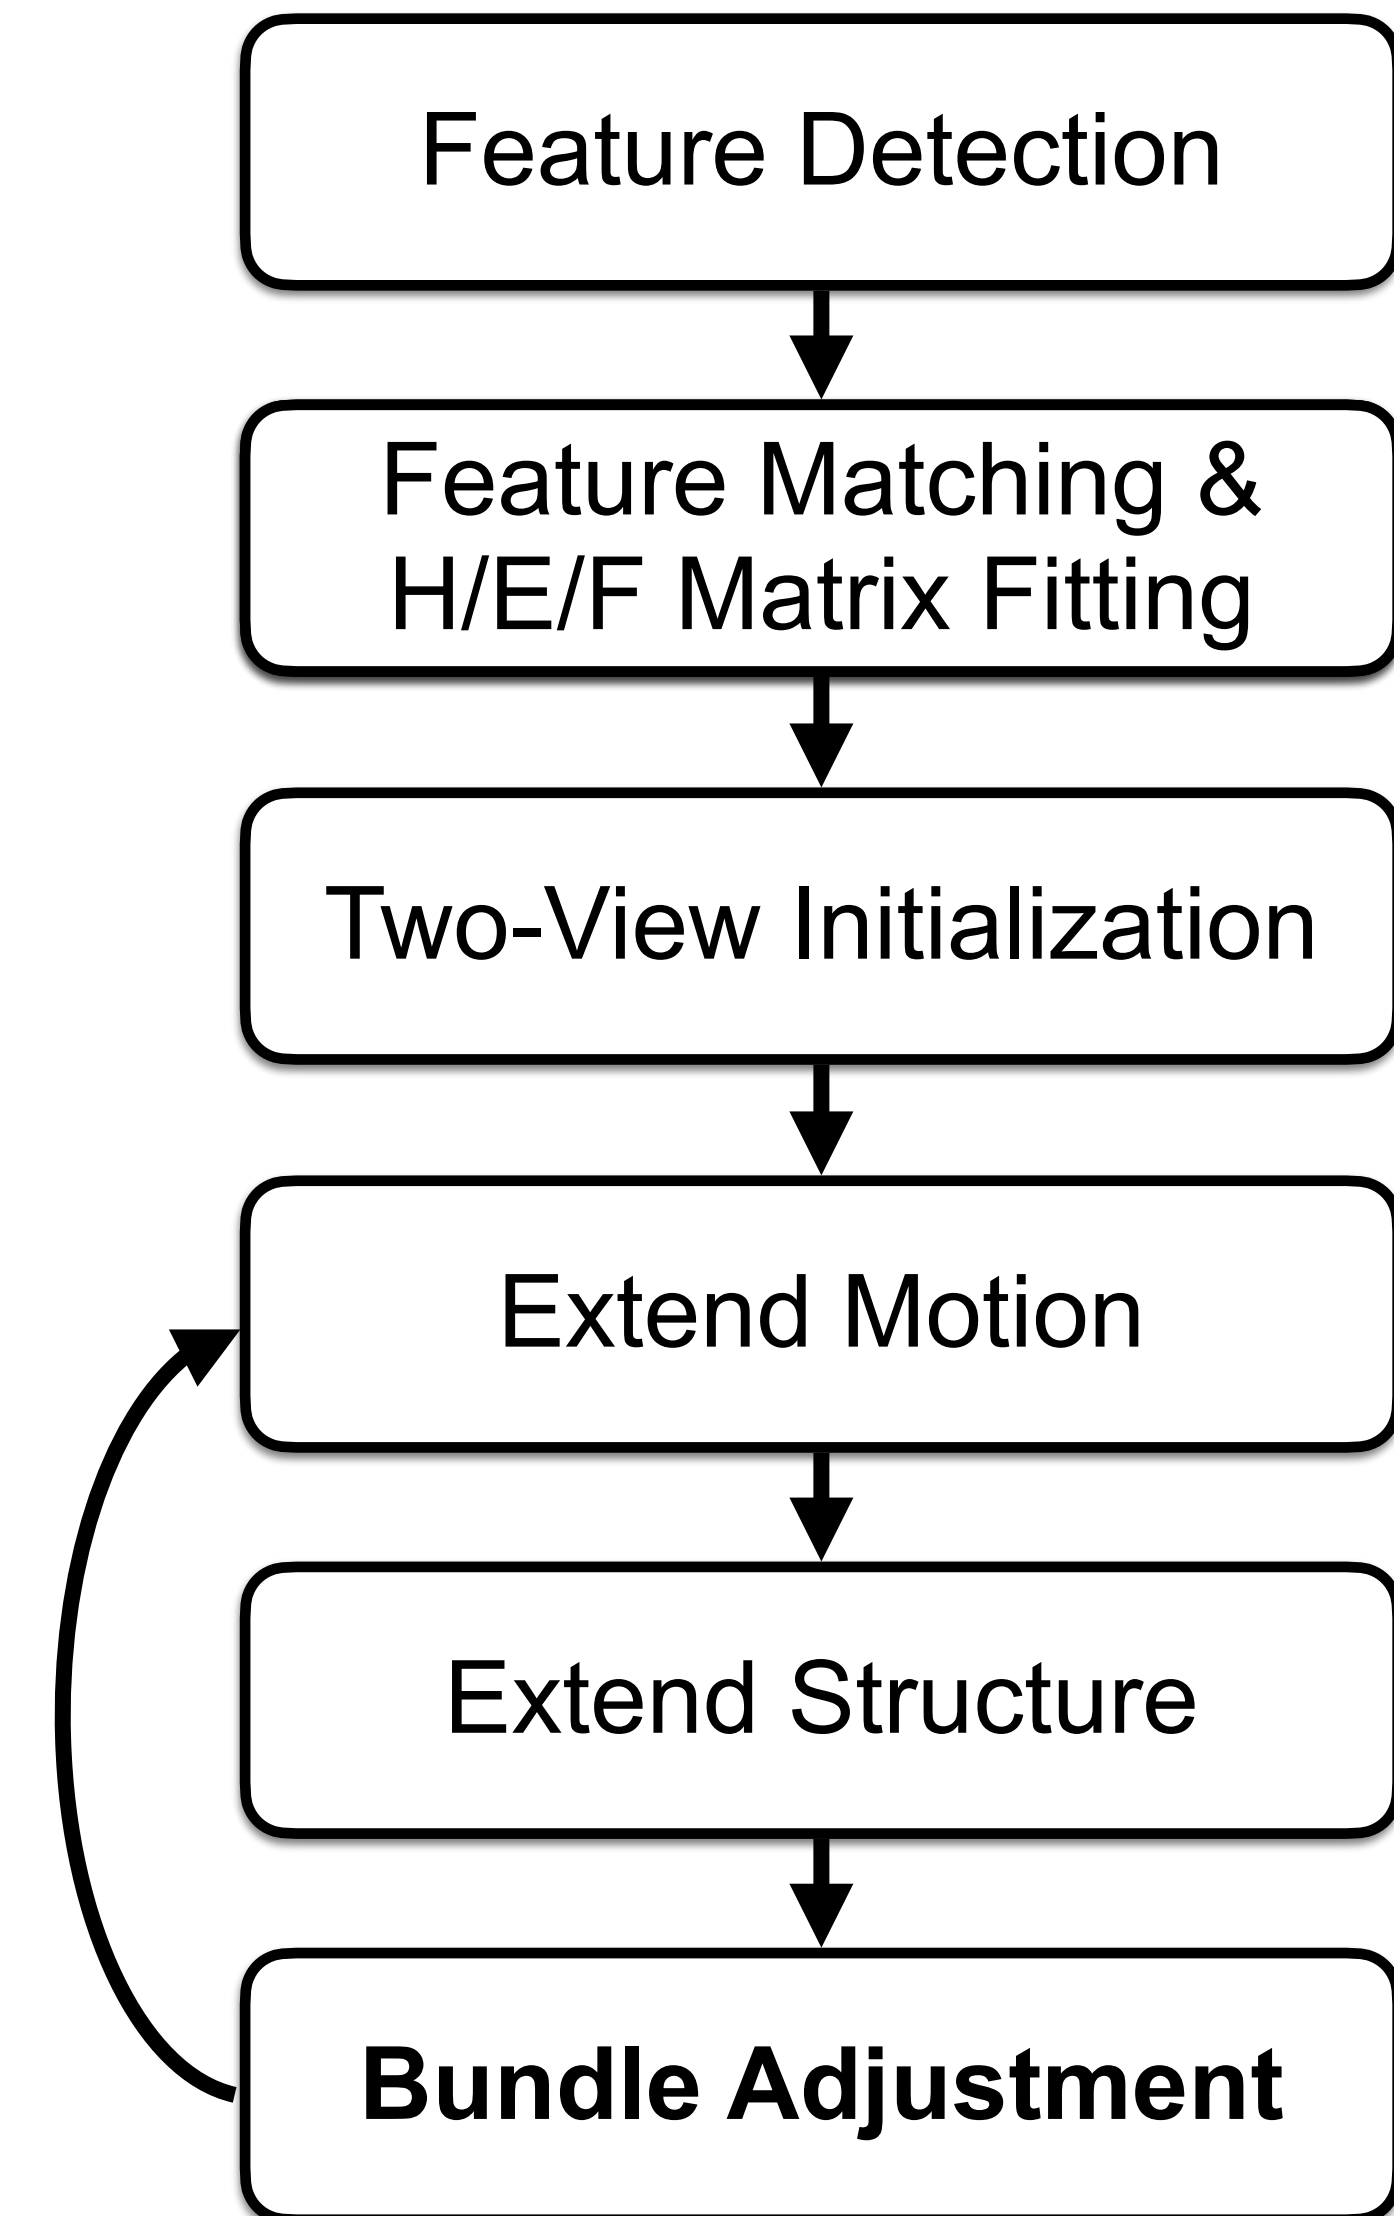 Feature Detection
Feature Matching &
H/E/F Matrix Fitting
Two-View Initialization
Extend Motion
Extend Structure
Bundle Adjustment